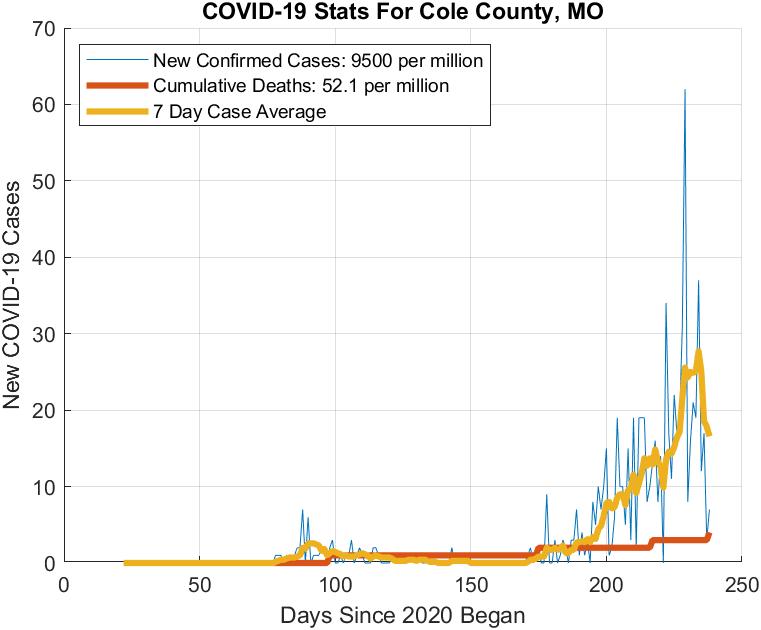 COVID-19 Stats For Cole County, MO
New Confirmed Cases: 9500 per million
Cumulative Deaths: 52.1 per million
7 Day Case Average
New COVID-19 Cases
70
60
50
40
30
20
10
0
0 50 100 150 200 250
Days Since 2020 Began